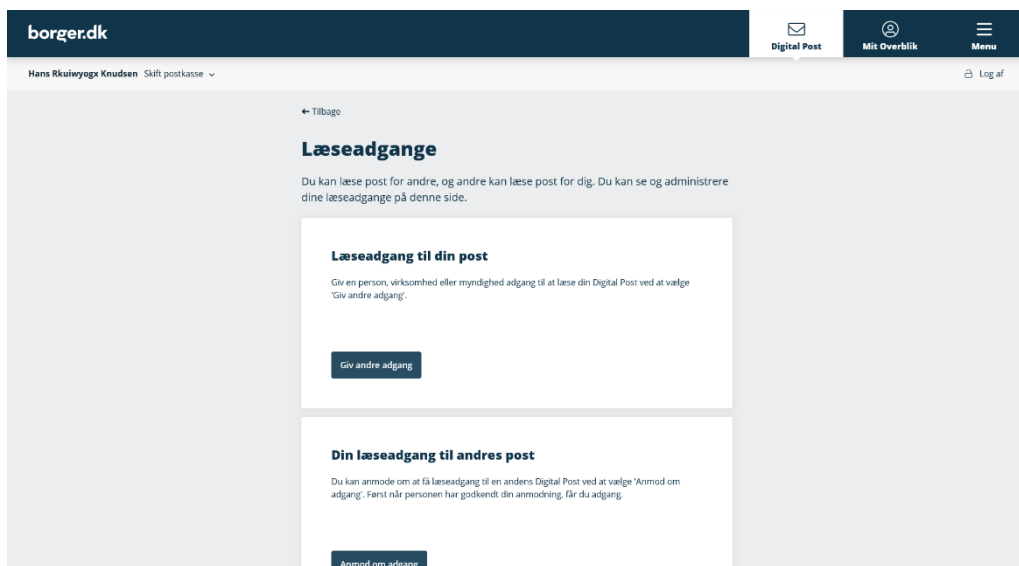 borger.dk
Digital Post
Mit Overblik
Menu
Hans Rkuiwyogx Knudsen Skift postkasse
Log af
← Tilbage
Læseadgange
Du kan læse post for andre, og andre kan læse post for dig. Du kan se og administrere
dine læseadgange på denne side.
Læseadgang til din post
Giv en person, virksomhed eller myndighed adgang til at læse din Digital Post ved at vælge
'Giv andre adgang'.
Giv andre adgang
Din læseadgang til andres post
Du kan anmode om at få læseadgang til en andens Digital Post ved at vælge 'Anmod om
adgang'. Først når personen har godkendt din anmodning, får du adgang.
Anmod om adgang